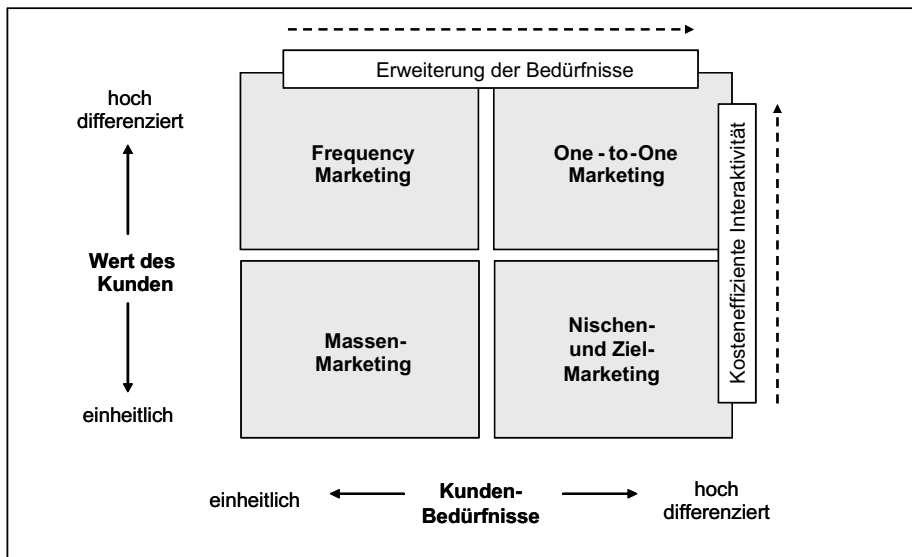 Erweiterung der Bedürfnisse
hoch
differenziert
Frequency
Marketing
One - to-One
Marketing
Kosteneffiziente Interaktivität
Wert des
Kunden
Massen-
Marketing
Nischen-
und Ziel-
Marketing
einheitlich
einheitlich
Kunden-
Bedürfnisse
hoch
differenziert